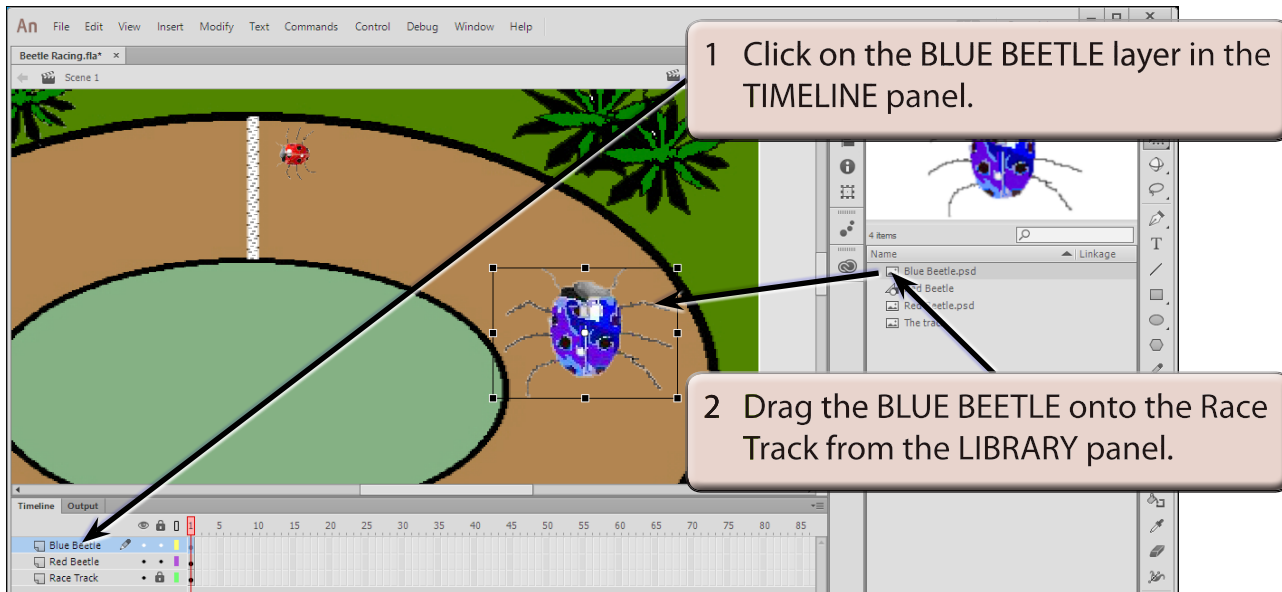 An File Edit View Insert Modify Text Commands Control Debug Window Help
Beetle Racing.fla* ×
Scene 1
1 Click on the BLUE BEETLE layer in the
TIMELINE panel.
4 items
Name Linkage
Blue Beetle.psd
Red Beetle
Red Beetle.psd
The
2 Drag the BLUE BEETLE onto the Race
Track from the LIBRARY panel.
Timeline Output
1 5 10 15 20 25 30 35 40 45 50 55 60 65 70 75 80 85
Blue Beetle
Red Beetle
Race Track